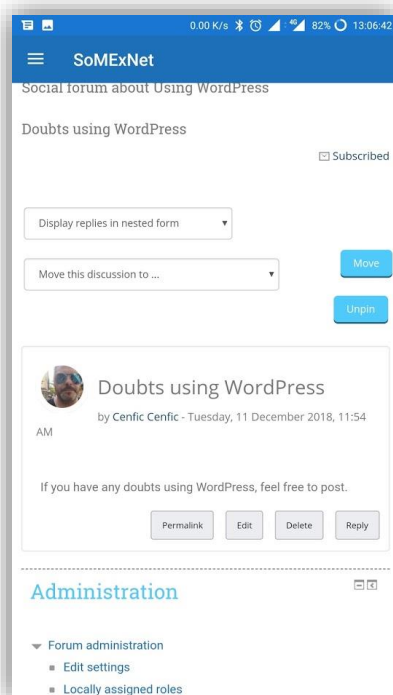 0.00 K/s 4G 82% 13:06:42
SoMExNet
Social forum about Using WordPress
Doubts using WordPress
Subscribed
Display replies in nested form
Move this discussion to ...
Move
Unpin
Doubts using WordPress
by Cenfic Cenfic - Tuesday, 11 December 2018, 11:54
AM
If you have any doubts using WordPress, feel free to post.
Permalink Edit Delete Reply
Administration
Forum administration
Edit settings
Locally assigned roles